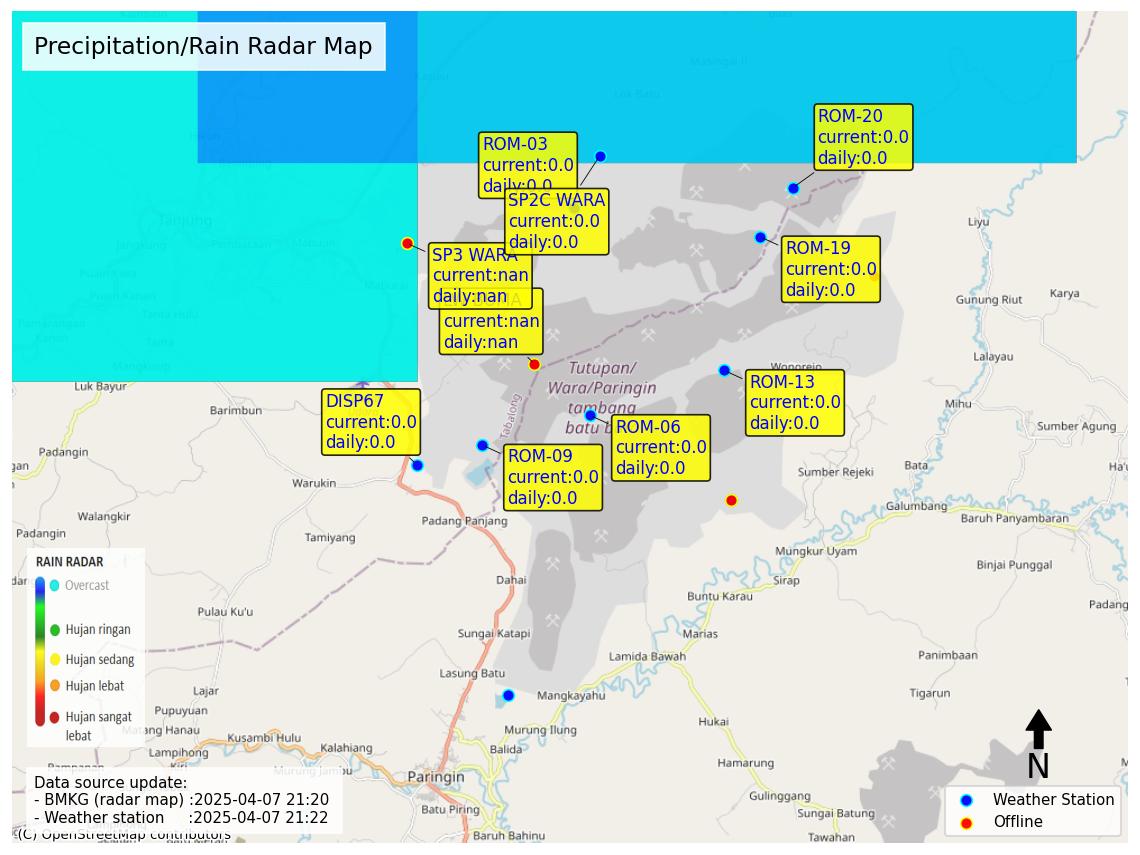 Precipitation/Rain Radar Map
Masingai II
Kapuru
Lok Batu
ROM-20
current:0.0
daily:0.0
ROM-03
current:0.0
daily:0.0
SP2C WARA
current:0.0
daily:0.0
Tanjung
Liyu
SP3 WARA
current:nan
daily:nan
ROM-19
current:0.0
daily:0.0
Mabuun
Maburai
Gunung Riut
Karya
current:nan
daily:nan
Tanta Hulu
Pamarangan
Kanan
Tanta
Mangkupum
Lalayau
Luk Bayur
Tutupan/
Wara/Paringin
tambang
batu b
Wonorejo
ROM-13
current:0.0
daily:0.0
DISP67
current:0.0
daily:0.0
Tabalong
Barimbun
Mihu
ROM-06
current:0.0
daily:0.0
Sumber Agung
Padangin
ROM-09
current:0.0
daily:0.0
Bata
Sumber Rejeki
Warukin
Galumbang
Walangkir
Padang Panjang
Baruh Panyambaran
Padangin
Tamiyang
Mungkur Uyam
Binjai Punggal
Dahai
Sirap
Buntu Karau
Padang
Pulau Ku'u
Sungai Katapi
Marias
Lamida Bawah
Panimbaan
Lasung Batu
Lajar
Mangkayahu
Tigarun
Pupuyuan
Hukai
Matang Hanau
Kusambi Hulu
Murung Ilung
Lampihong
Kiri
Kalahiang
Balida
Hamarung
Murung Jambu
Paringin
Gulinggang
Batu Piring
Sungai Batung
Baruh Bahinu
Tawahan
RAIN RADAR
Overcast
Hujan ringan
Hujan sedang
Hujan lebat
Hujan sangat
lebat
Data source update:
- BMKG (radar map) :2025-04-07 21:20
- Weather station :2025-04-07 21:22
(C) OpenStreetMap contributors
N
Weather Station
Offline